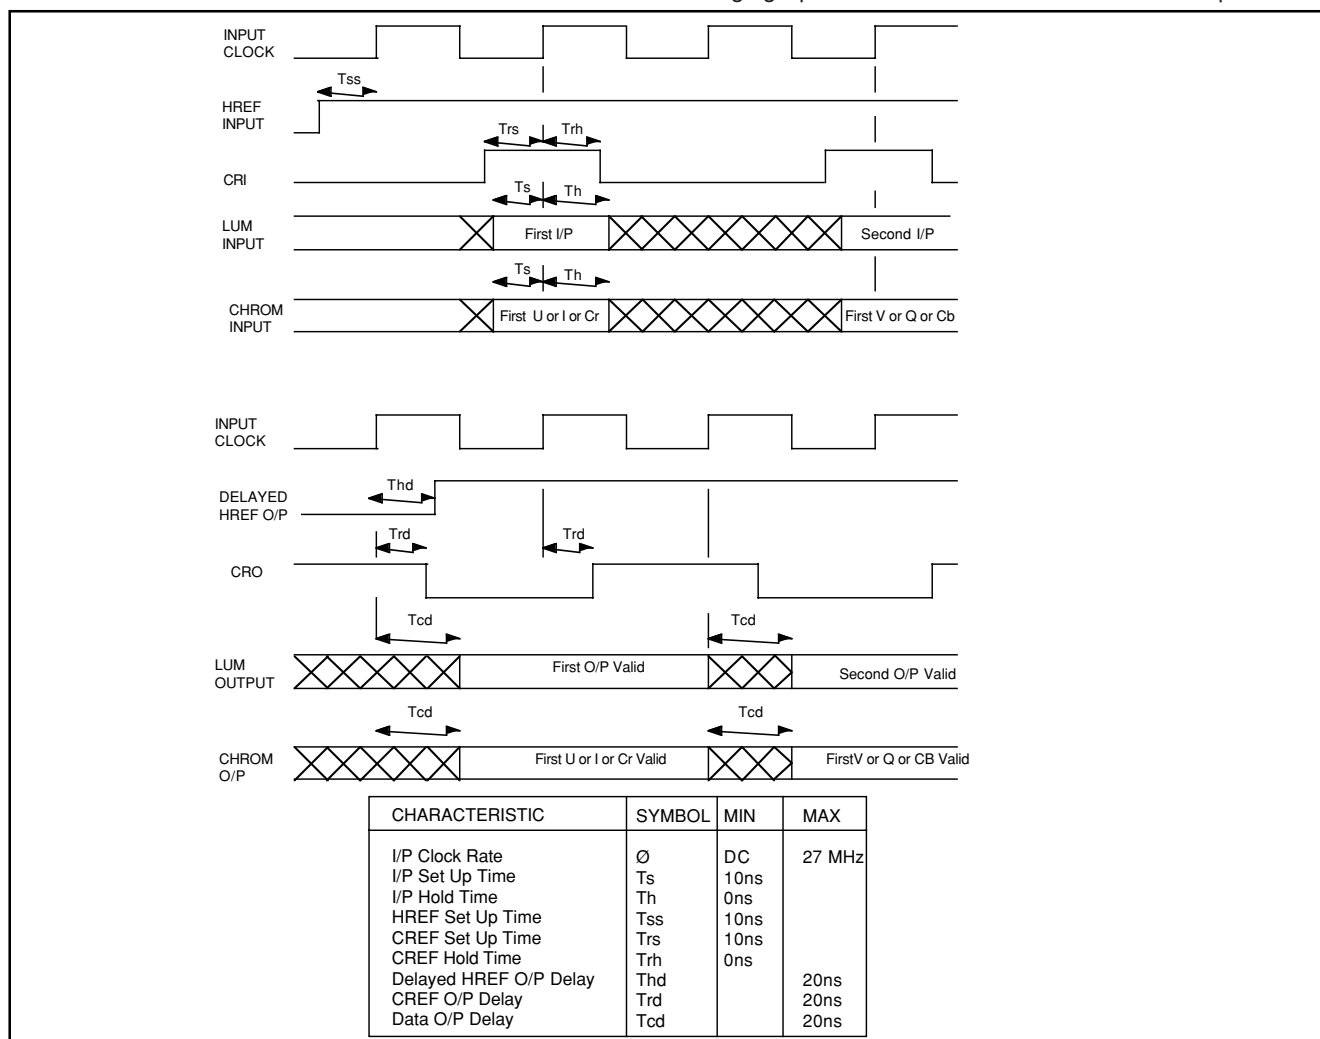 INPUT
CLOCK
Tss
HREF
INPUT
Trs Trh
CRI
Ts Th
LUM
INPUT
First I/P
Second I/P
Ts Th
CHROM
INPUT
First U or I or Cr
First V or Q or Cb
INPUT
CLOCK
Thd
DELAYED
HREF O/P
Trd Trd
CRO
Tcd Tcd
LUM
OUTPUT
First O/P Valid
Second O/P Valid
Tcd Tcd
CHROM
O/P
First U or I or Cr Valid
FirstV or Q or CB Valid
CHARACTERISTIC SYMBOL MIN MAX
I/P Clock Rate Ø DC 27 MHz
I/P Set Up Time Ts 10ns
I/P Hold Time Th 0ns
HREF Set Up Time Tss 10ns
CREF Set Up Time Trs 10ns
CREF Hold Time Trh 0ns
Delayed HREF O/P Delay Thd 20ns
CREF O/P Delay Trd 20ns
Data O/P Delay Tcd 20ns